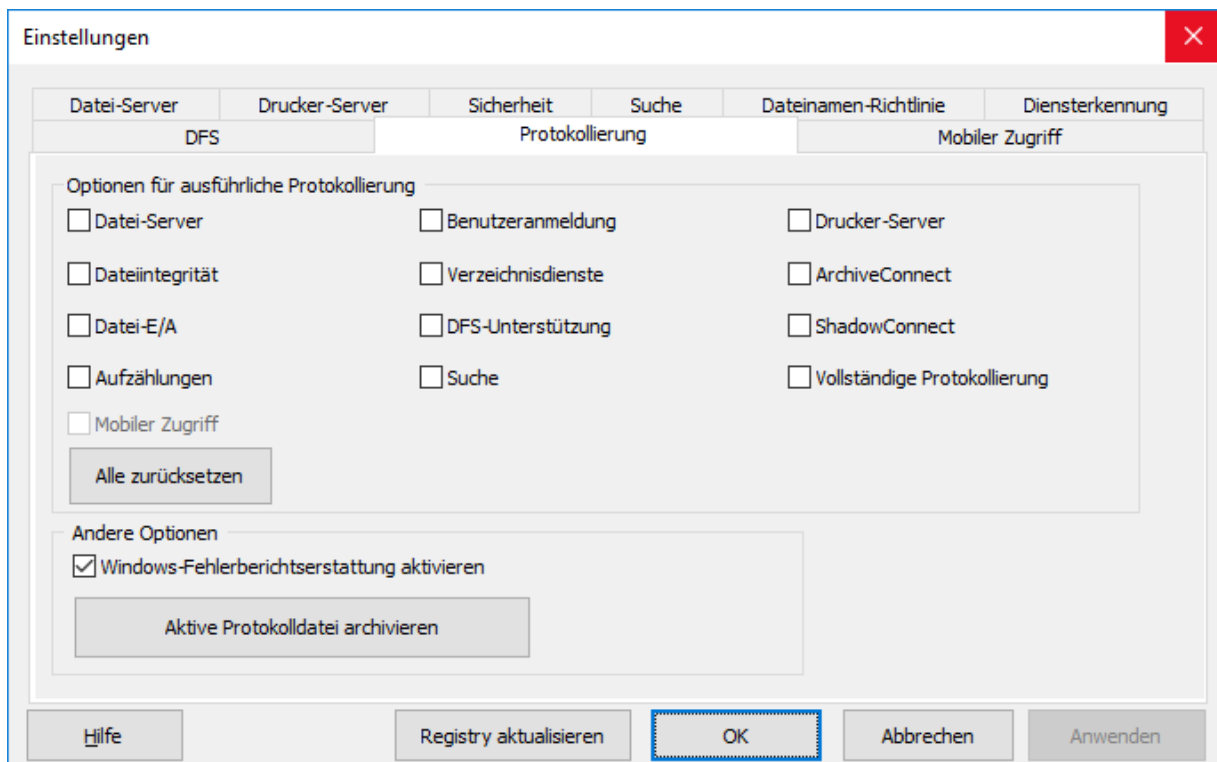 Einstellungen
Datei-Server Drucker-Server Sicherheit Suche Dateinamen-Richtlinie Diensterkennung
DFS Protokollierung Mobiler Zugriff
Optionen für ausführliche Protokollierung
Datei-Server Benutzeranmeldung Drucker-Server
Dateiintegrität Verzeichnisdienste ArchiveConnect
Datei-E/A DFS-Unterstützung ShadowConnect
Aufzählungen Suche Vollständige Protokollierung
Mobiler Zugriff
Alle zurücksetzen
Andere Optionen
Windows-Fehlerberichtserstattung aktivieren
Aktive Protokolldatei archivieren
Hilfe Registry aktualisieren OK Abbrechen Anwenden